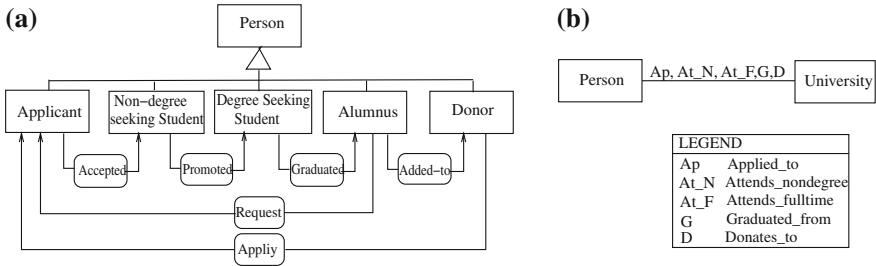 (a)
Person
Applicant
Non-degree
seeking Student
Degree Seeking
Student
Alumnus
Donor
Accepted
Promoted
Graduated
Added-to
Request
Appliy
(b)
Person
Ap, At_N, At_F,G,D
University
LEGEND
Ap Applied_to
At_N Attends_nondegree
At_F Attends_fulltime
G Graduated_from
D Donates_to